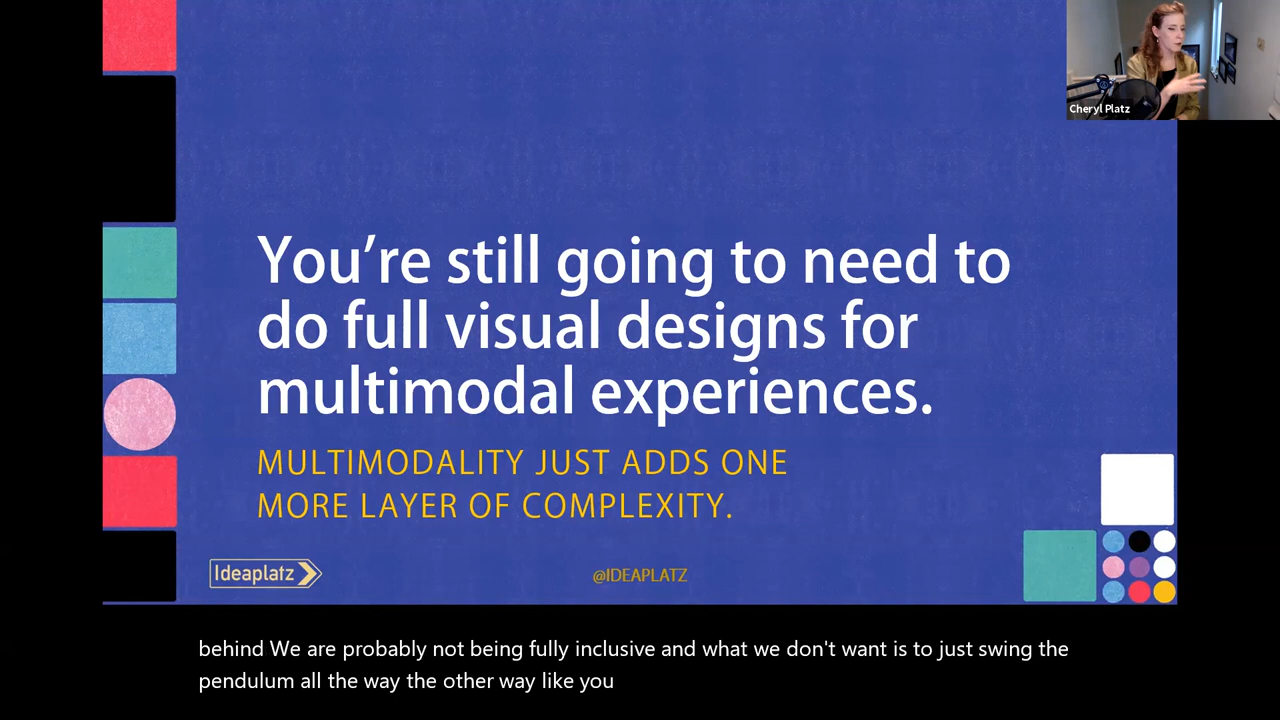 Cheryl Platz
You’re still going to need to
do full visual designs for
multimodal experiences.
MULTIMODALITY JUST ADDS ONE
MORE LAYER OF COMPLEXITY.
Ideaplatz
@IDEAPLATZ
behind We are probably not being fully inclusive and what we don't want is to just swing the
pendulum all the way the other way like you